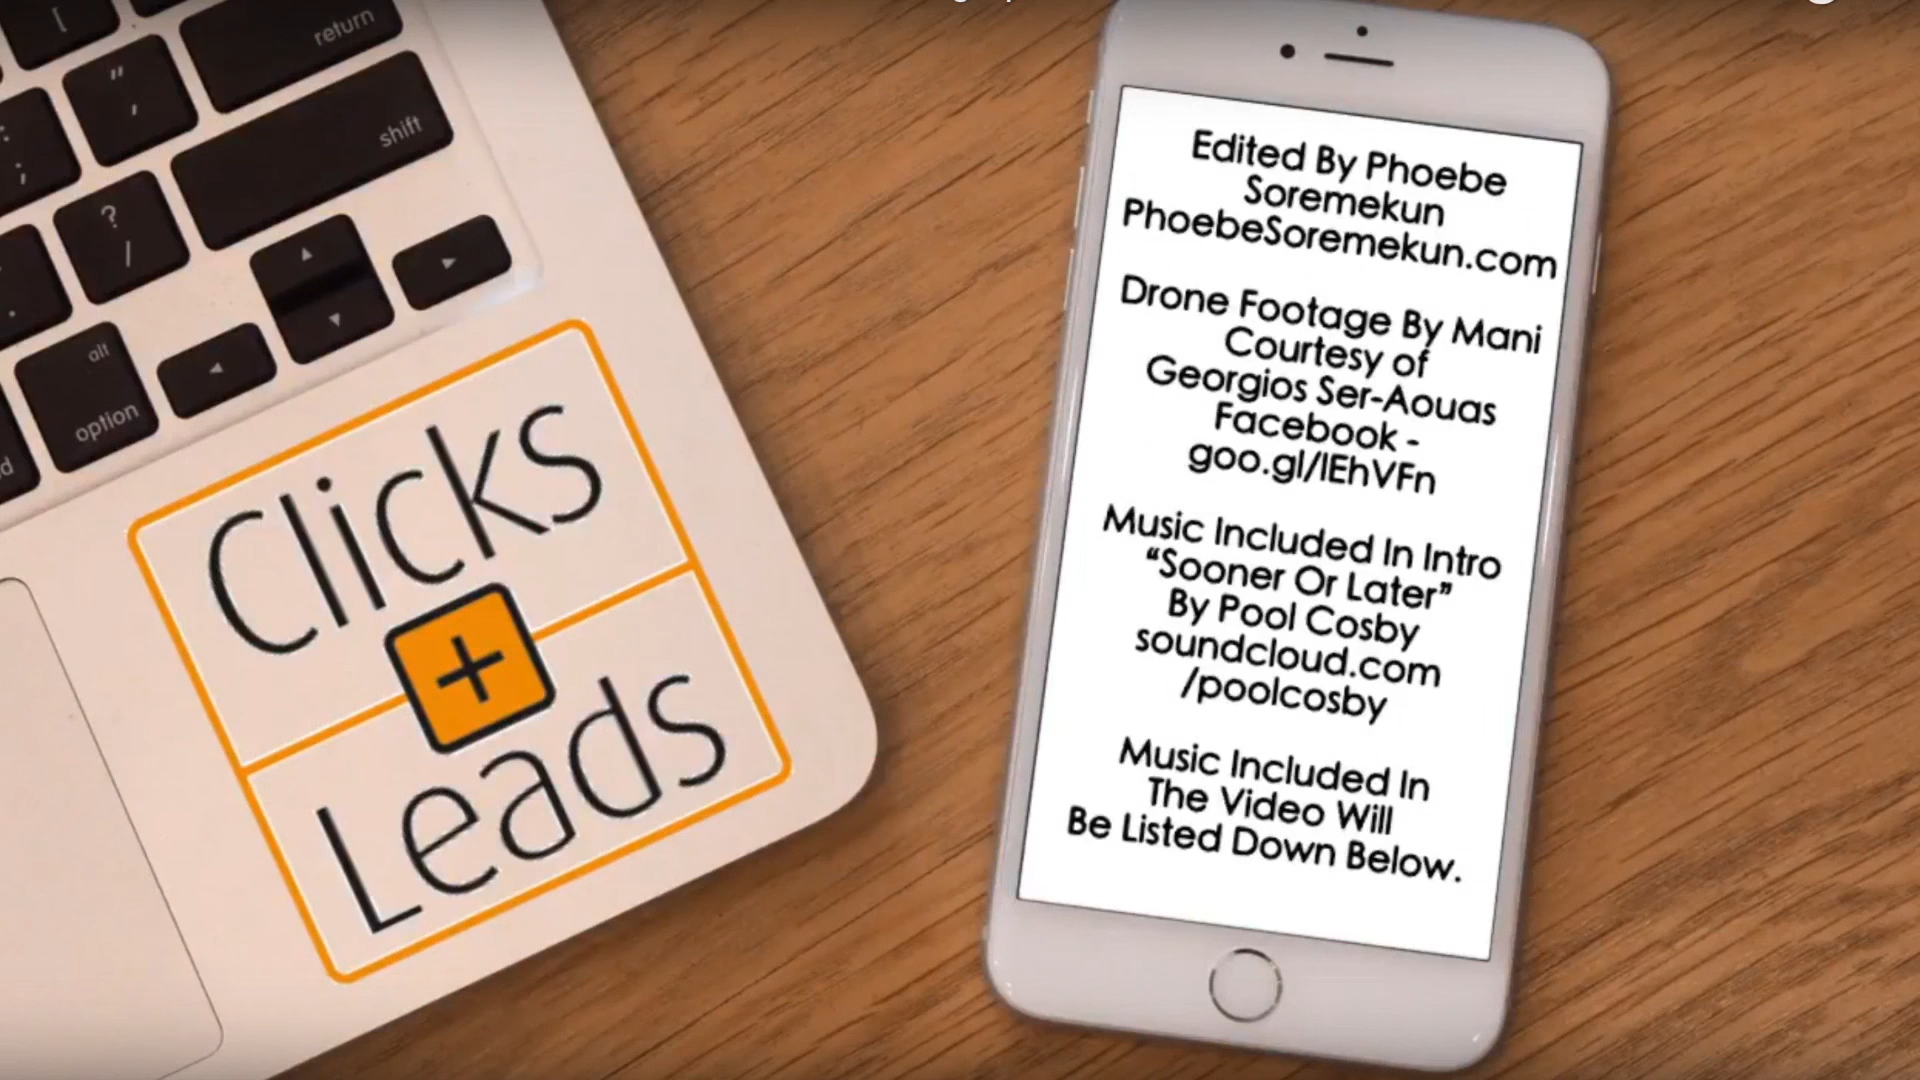 return
shift
alt
option
Clicks
+
Leads
Edited By Phoebe
Soremekun
PhoebeSoremekun.com
Drone Footage By Mani
Courtesy of
Georgios Ser-Aouas
Facebook -
goo.gl/lEhVFn
Music Included In Intro
“Sooner Or Later”
By Pool Cosby
soundcloud.com
/poolcosby
Music Included In
The Video Will
Be Listed Down Below.